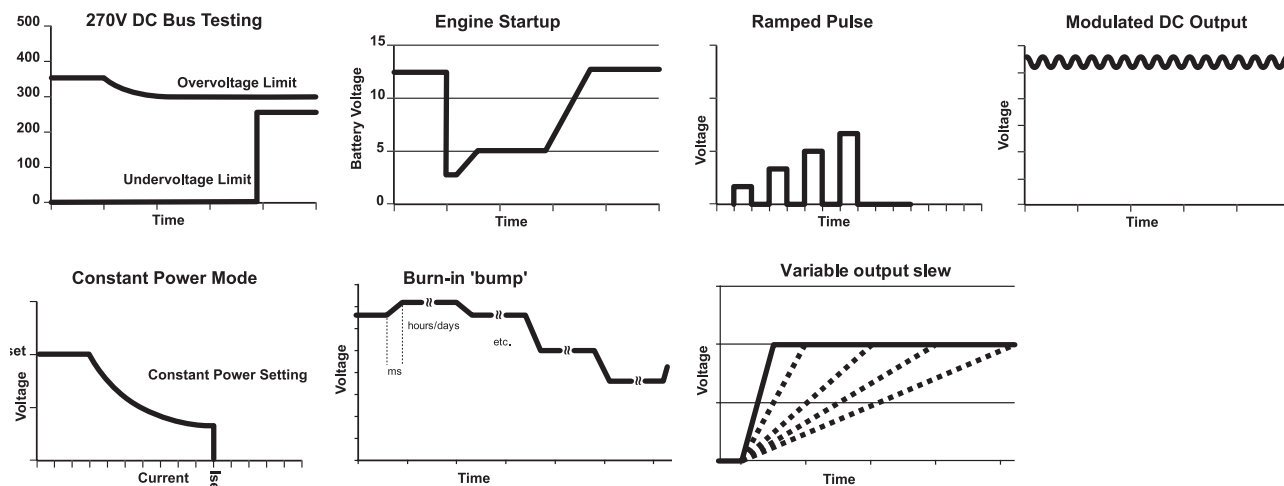 270V DC Bus Testing
500
400
300
200
100
0
Overvoltage Limit
Undervoltage Limit
Time
Engine Startup
15
10
5
0
Battery Voltage
Time
Ramped Pulse
Voltage
Time
Modulated DC Output
Voltage
Time
Constant Power Mode
set
Voltage
Constant Power Setting
Current
Ise
Burn-in 'bump'
hours/days
ms
etc.
Voltage
Time
Variable output slew
Voltage
Time